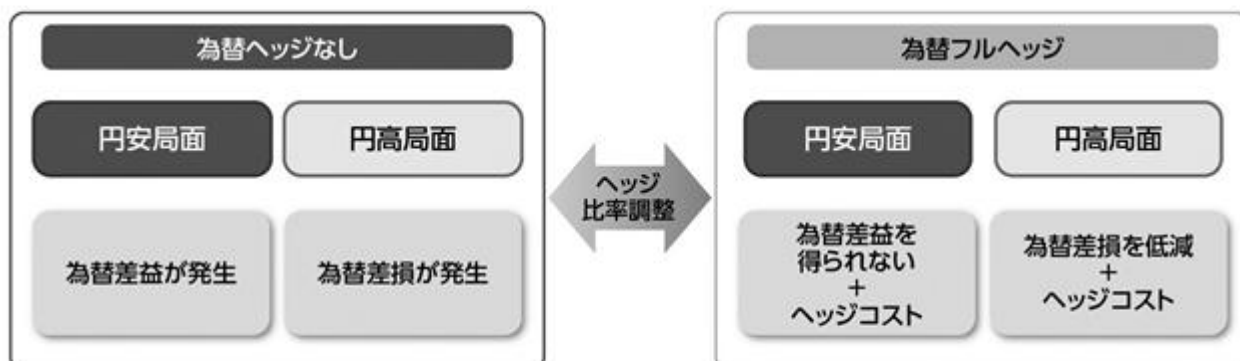 為替ヘッジなし
円安局面
円高局面
為替差益が発生
為替差損が発生
ヘッジ
比率調整
為替フルヘッジ
円安局面
円高局面
為替差益を
得られない
+
ヘッジコスト
為替差損を低減
+
ヘッジコスト